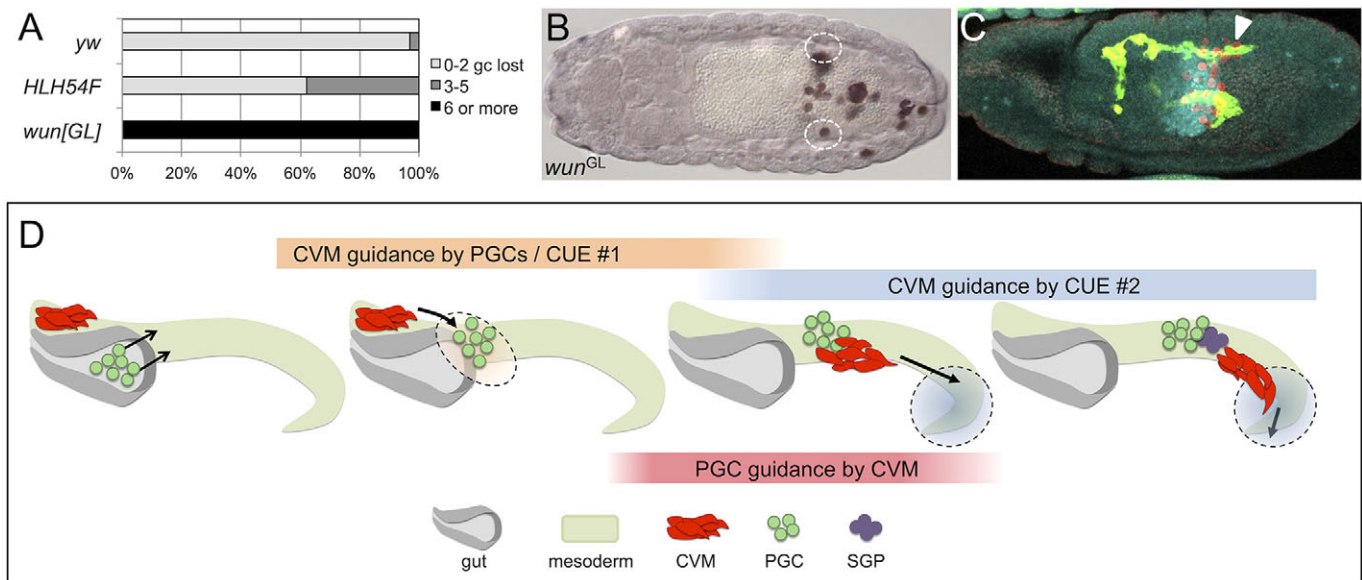 A
yw
HLH54F
wun[GL]
0% 20% 40% 60% 80% 100%
0-2 gc lost
3-5
6 or more
B
wunGL
C
D
CVM guidance by PGCs / CUE #1
CVM guidance by CUE #2
PGC guidance by CVM
gut
mesoderm
CVM
PGC
SGP